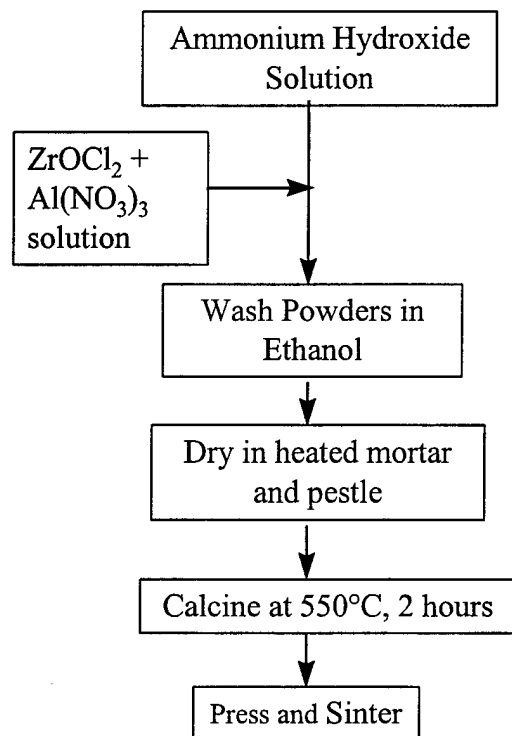 Ammonium Hydroxide
Solution
ZrOCl₂ +
Al(NO₃)₃
solution
Wash Powders in
Ethanol
Dry in heated mortar
and pestle
Calcine at 550°C, 2 hours
Press and Sinter